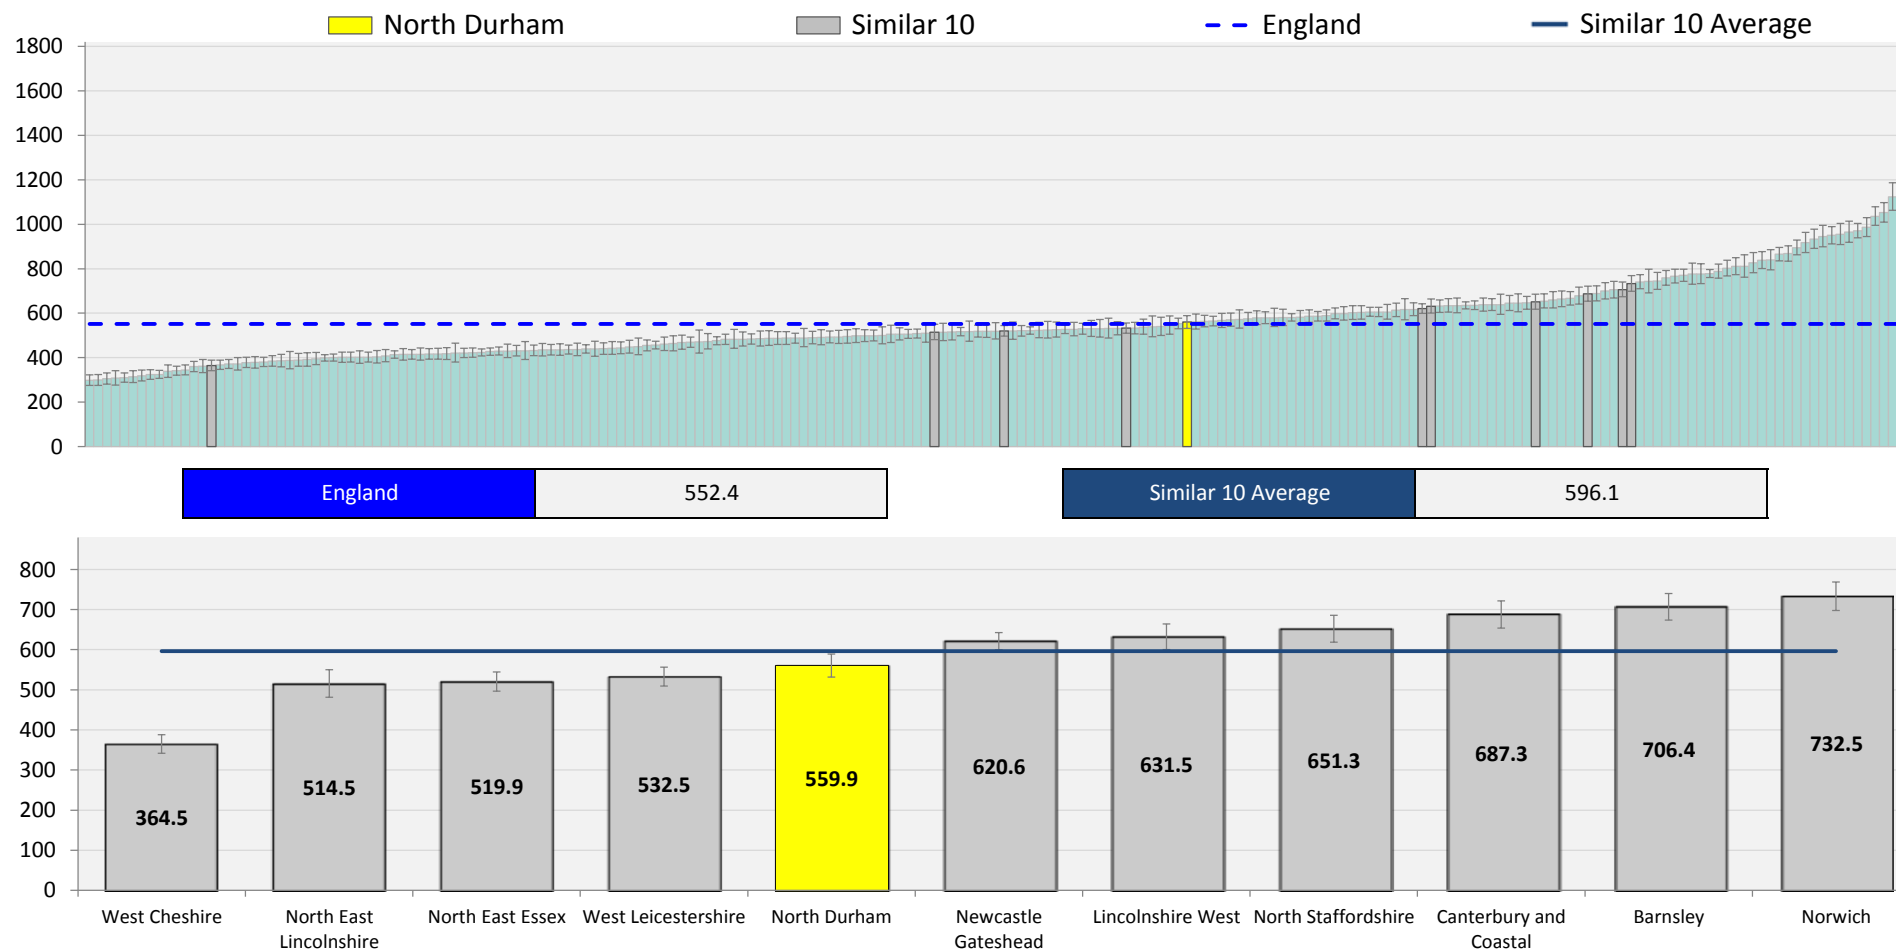 North Durham
Similar 10
England
Similar 10 Average
1800
1600
1400
1200
1000
800
600
400
200
0
England
552.4
Similar 10 Average
596.1
800
700
600
500
400
300
200
100
0
364.5
514.5
519.9
532.5
559.9
620.6
631.5
651.3
687.3
706.4
732.5
West Cheshire
North East
Lincolnshire
North East Essex
West Leicestershire
North Durham
Newcastle
Gateshead
Lincolnshire West
North Staffordshire
Canterbury and
Coastal
Barnsley
Norwich